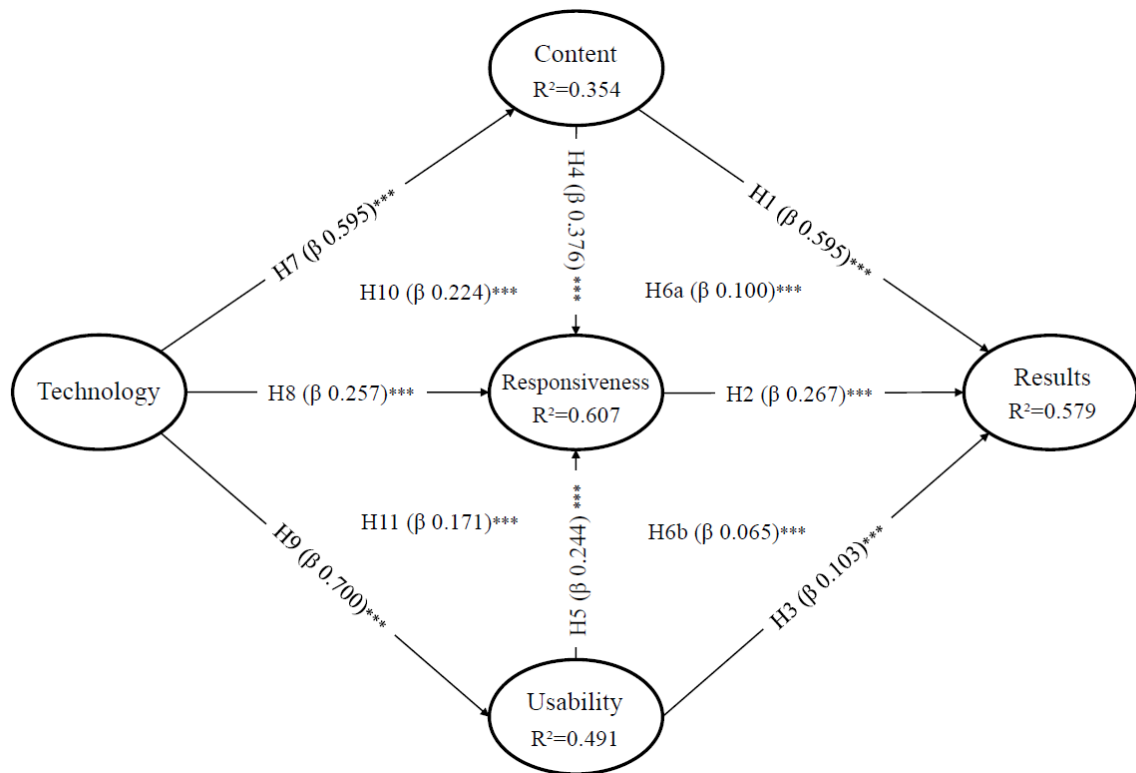 Content
R²=0.354
H7 (β 0.595)***
H4 (β 0.376) ***
H1 (β 0.595)***
H10 (β 0.224)***
H6a (β 0.100)***
Technology
H8 (β 0.257)***
Responsiveness
R²=0.607
H2 (β 0.267)***
Results
R²=0.579
H9 (β 0.700)***
H11 (β 0.171)***
H5 (β 0.244) ***
H6b (β 0.065)***
H3 (β 0.103)***
Usability
R²=0.491